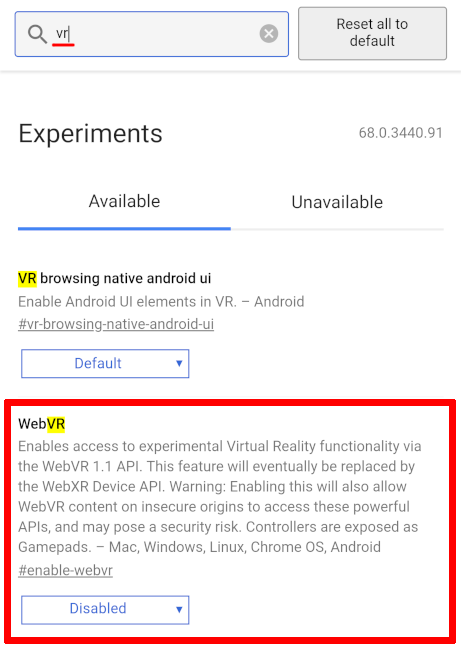 vr
Reset all to
default
Experiments
68.0.3440.91
Available
Unavailable
VR browsing native android ui
Enable Android UI elements in VR. – Android
#vr-browsing-native-android-ui
Default
WebVR
Enables access to experimental Virtual Reality functionality via
the WebVR 1.1 API. This feature will eventually be replaced by
the WebXR Device API. Warning: Enabling this will also allow
WebVR content on insecure origins to access these powerful
APIs, and may pose a security risk. Controllers are exposed as
Gamepads. – Mac, Windows, Linux, Chrome OS, Android
#enable-webvr
Disabled